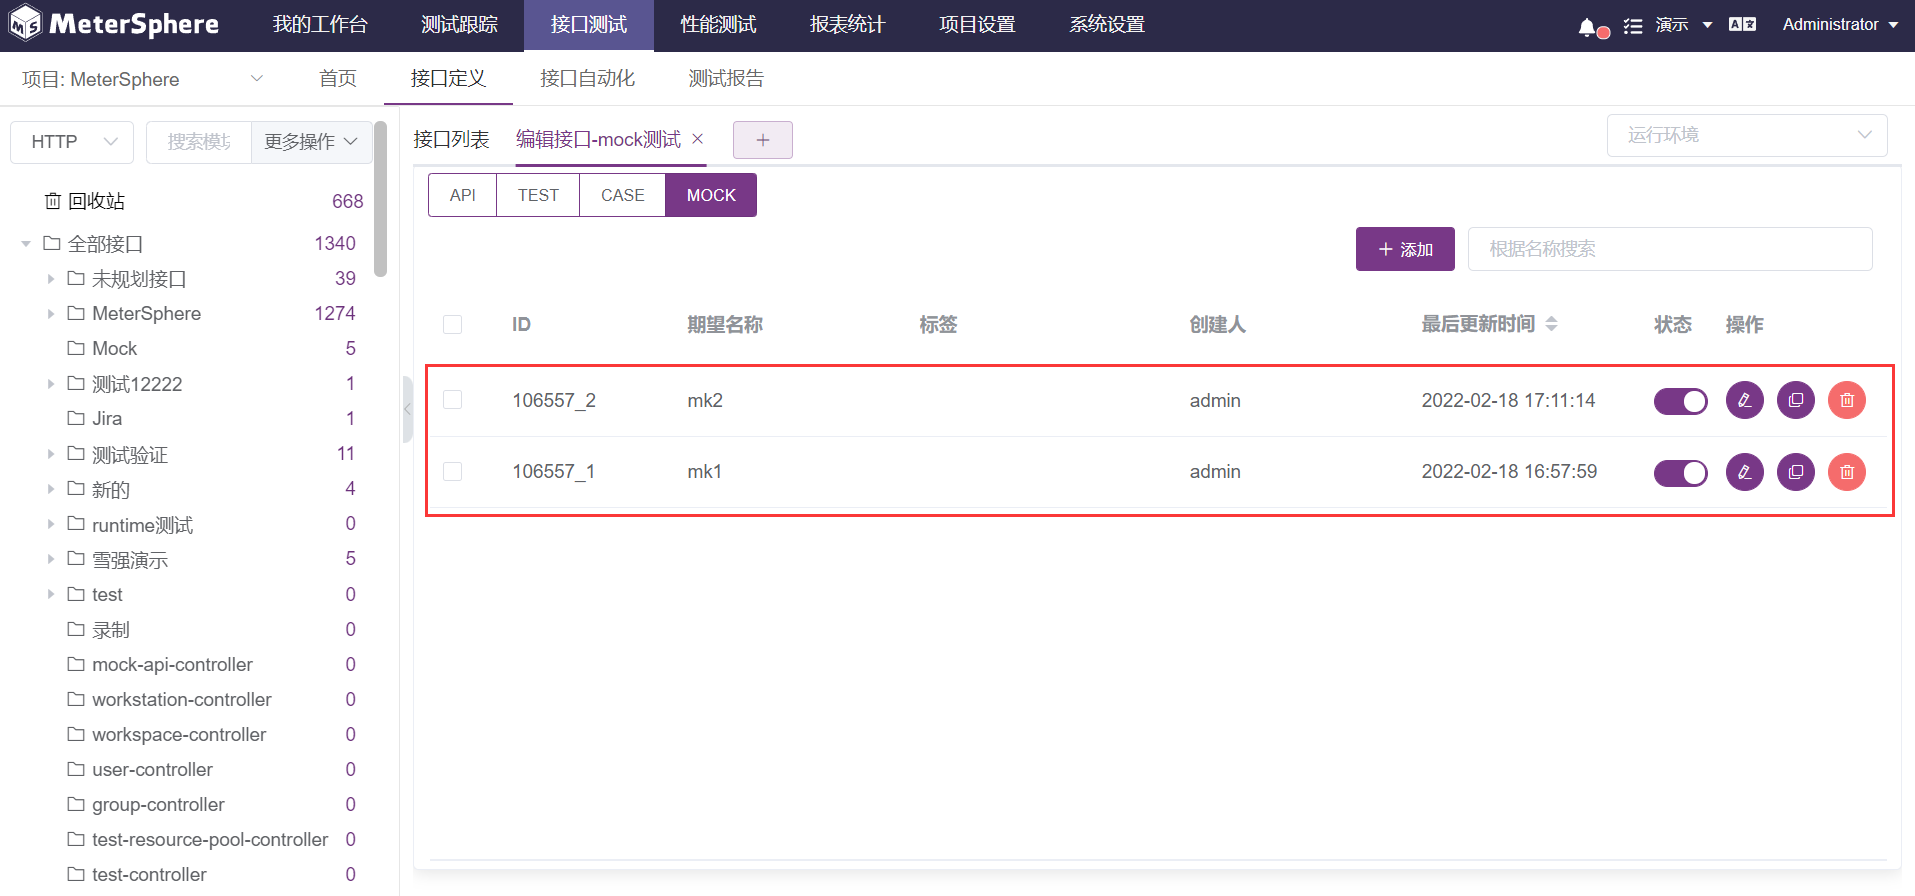 MeterSphere 我的工作台 测试跟踪 接口测试 性能测试 报表统计 项目设置 系统设置 演示 Administrator
项目: MeterSphere 首页 接口定义 接口自动化 测试报告
HTTP 搜索模块 更多操作
回收站 668
全部接口 1340
未规划接口 39
MeterSphere 1274
Mock 5
测试12222 1
Jira 1
测试验证 11
新的 4
runtime测试 0
雪强演示 5
test 0
录制 0
mock-api-controller 0
workstation-controller 0
workspace-controller 0
user-controller 0
group-controller 0
test-resource-pool-controller 0
test-controller 0
接口列表 编辑接口-mock测试 运行环境
API TEST CASE MOCK
添加 根据名称搜索
ID 期望名称 标签 创建人 最后更新时间 状态 操作
106557_2 mk2 admin 2022-02-18 17:11:14
106557_1 mk1 admin 2022-02-18 16:57:59